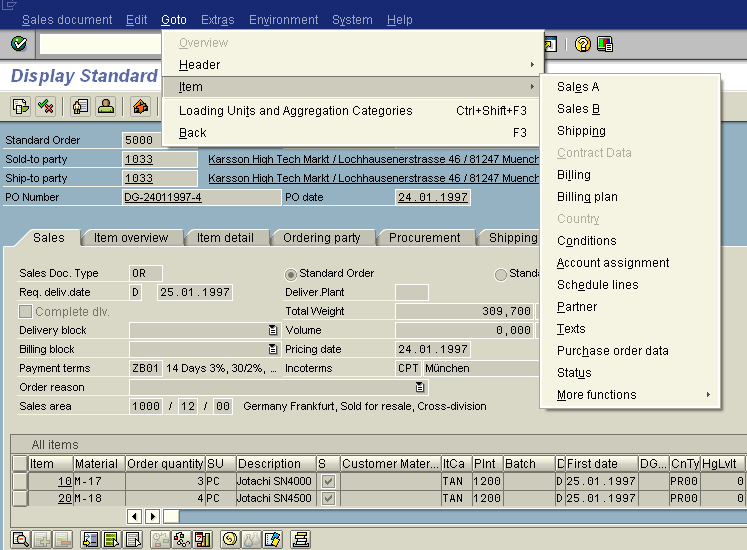 Sales document Edit Goto Extras Environment System Help
Overview
Header
Item
Loading Units and Aggregation Categories Ctrl+Shift+F3
Back F3
Sales A
Sales B
Shipping
Contract Data
Billing
Billing plan
Country
Conditions
Account assignment
Schedule lines
Partner
Texts
Purchase order data
Status
More functions
Display Standard
Standard Order 5000
Sold-to party 1033 Karsson High Tech Markt / Lochhausenerstrasse 46 / 81247 Muench
Ship-to party 1033 Karsson High Tech Markt / Lochhausenerstrasse 46 / 81247 Muench
PO Number DG-24011997-4 PO date 24.01.1997
Sales Item overview Item detail Ordering party Procurement Shipping
Sales Doc. Type OR Standard Order Standa
Req. deliv.date D 25.01.1997 Deliver.Plant
Complete dlv. Total Weight 309,700
Delivery block Volume 0,000
Billing block Pricing date 24.01.1997
Payment terms ZB01 14 Days 3%, 30/2%, ... Incoterms CPT München
Order reason
Sales area 1000 / 12 / 00 Germany Frankfurt, Sold for resale, Cross-division
All items
Item Material Order quantity SU Description S Customer Mater... ItCa Plnt Batch D First date DG... CnTy HgLvIt
10 M-17 3 PC Jotachi SN4000 TAN 1200 D 25.01.1997 PR00 0
20 M-18 4 PC Jotachi SN4500 TAN 1200 D 25.01.1997 PR00 0